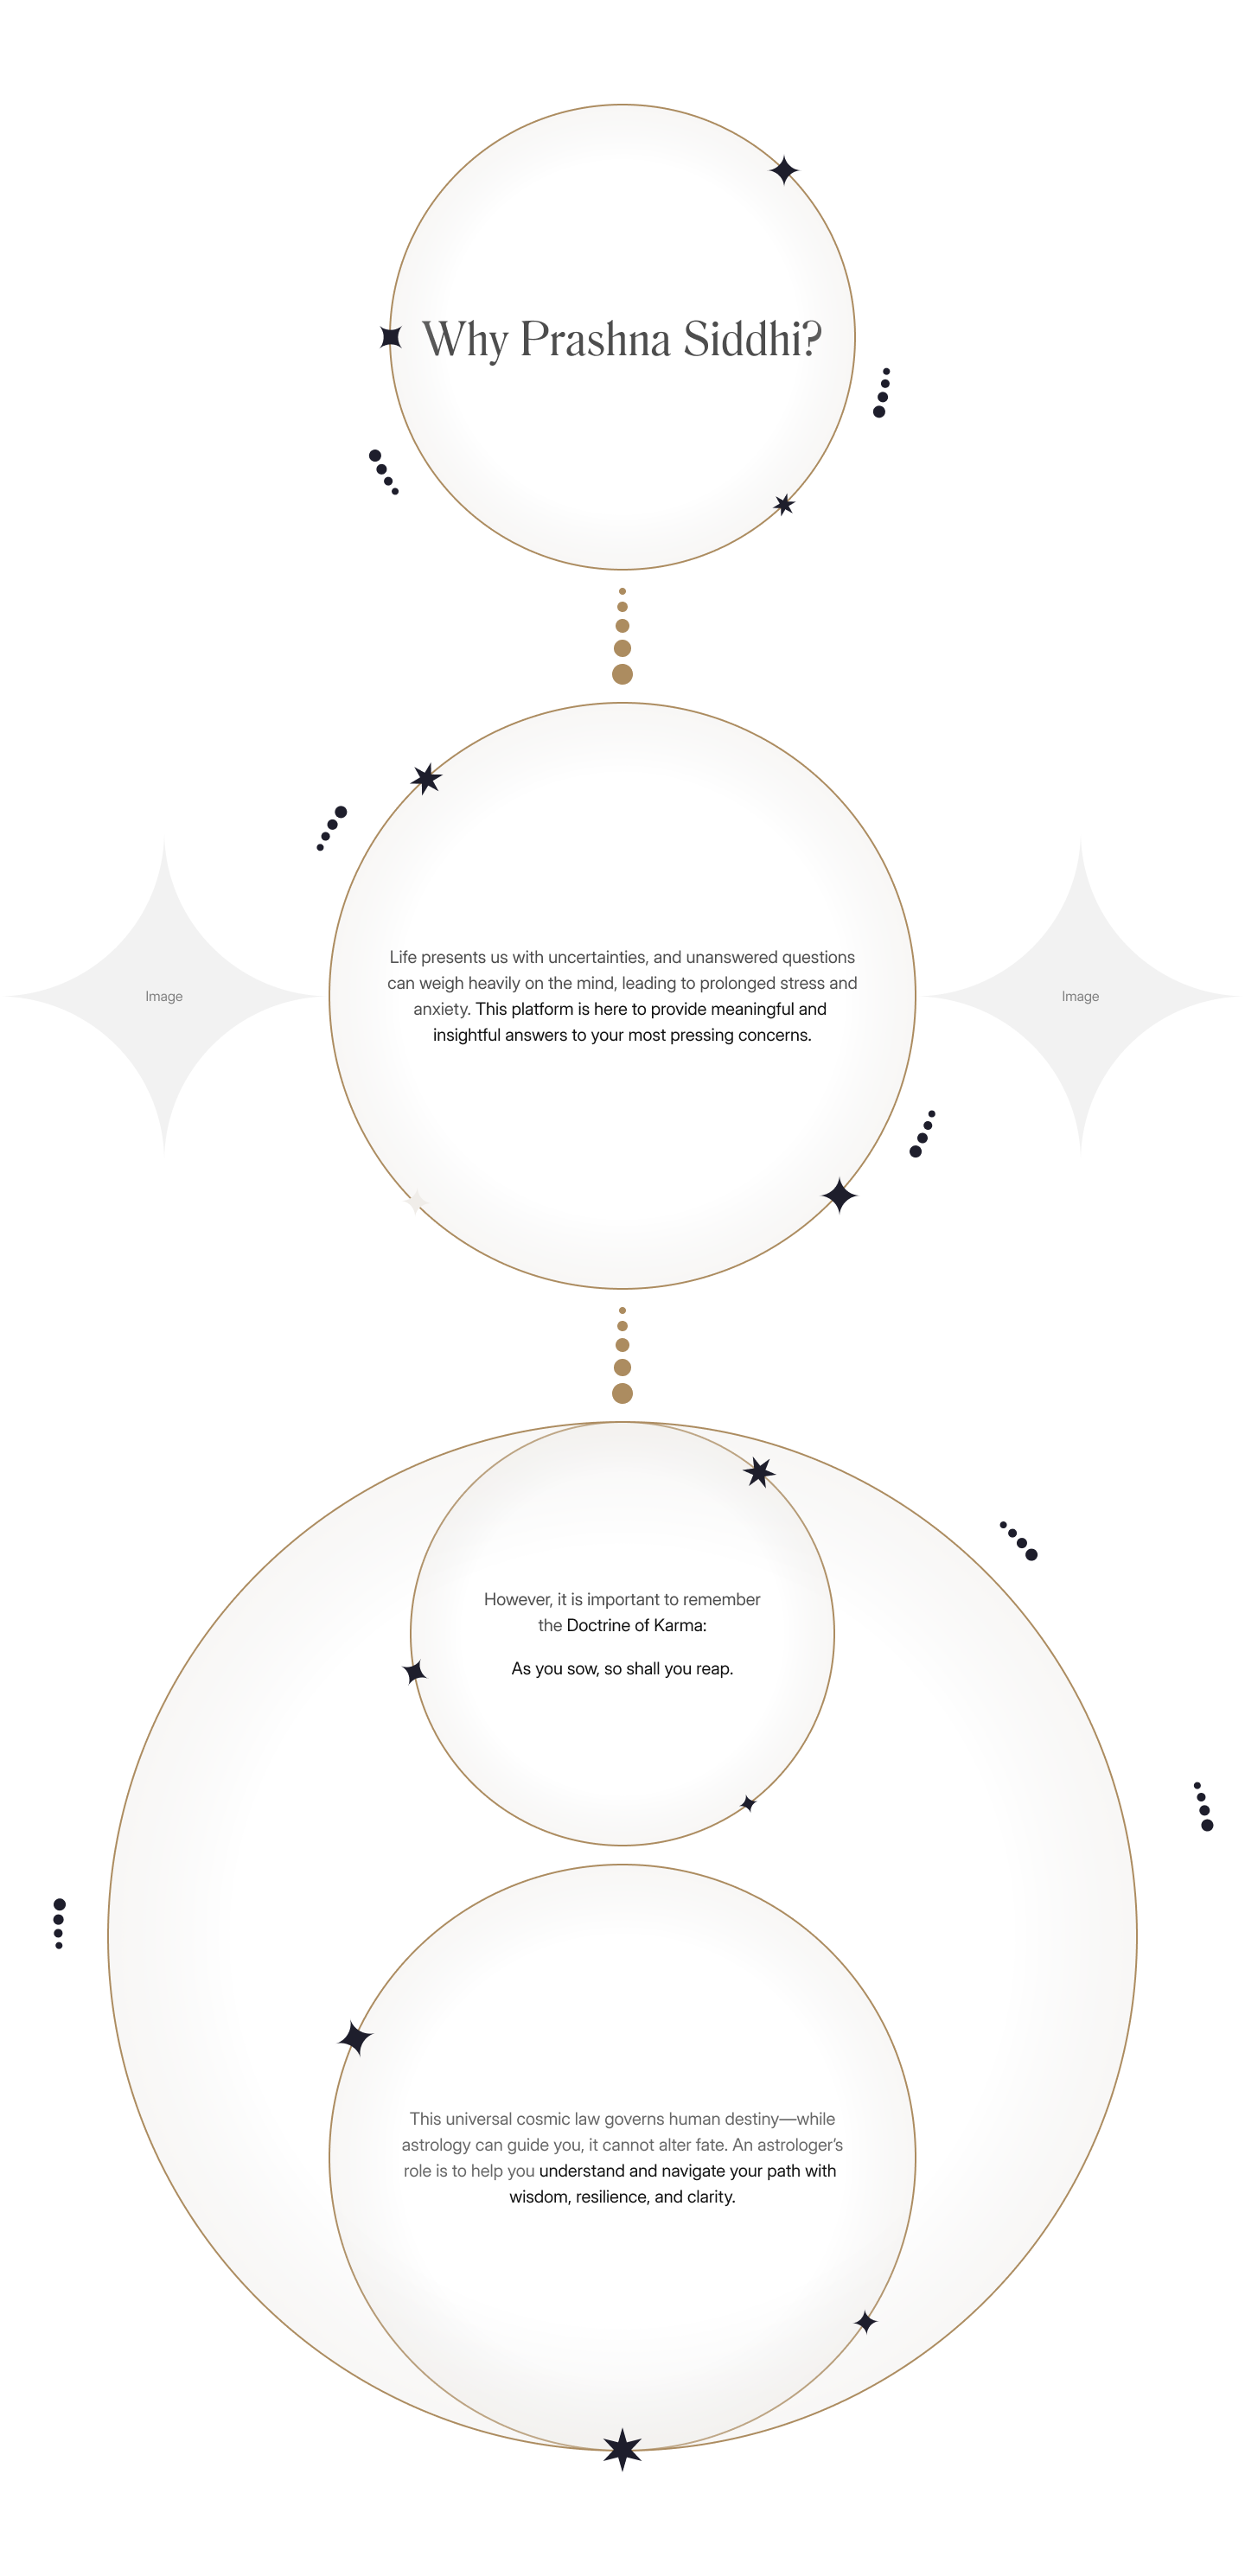 Why Prashna Siddhi?
Life presents us with uncertainties, and unanswered questions
can weigh heavily on the mind, leading to prolonged stress and
anxiety. This platform is here to provide meaningful and
insightful answers to your most pressing concerns.
Image
Image
However, it is important to remember
the Doctrine of Karma:
As you sow, so shall you reap.
This universal cosmic law governs human destiny—while
astrology can guide you, it cannot alter fate. An astrologer’s
role is to help you understand and navigate your path with
wisdom, resilience, and clarity.